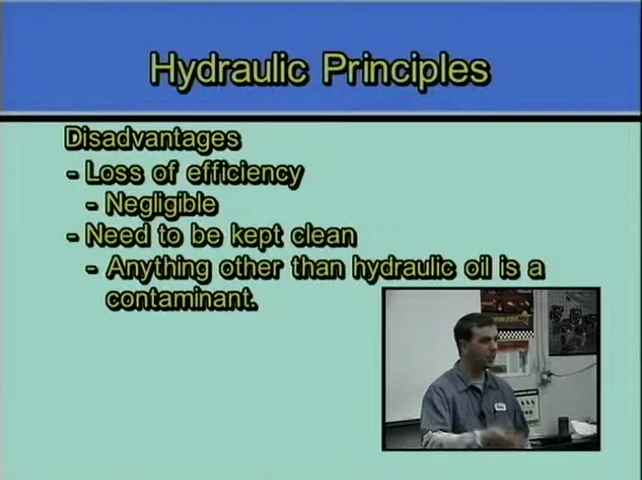 Hydraulic Principles
Disadvantages
- Loss of efficiency
- Negligible
- Need to be kept clean
- Anything other than hydraulic oil is a
contaminant.